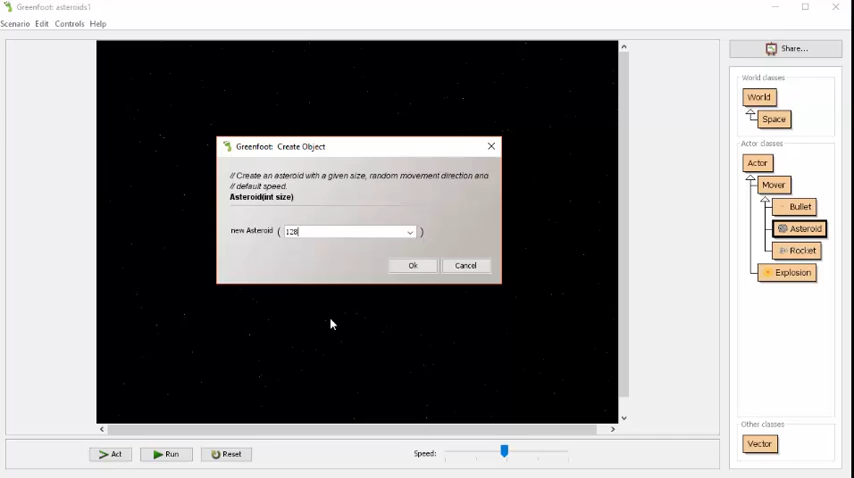 Greenfoot: asteroids1
Scenario Edit Controls Help
Share...
World classes
World
Space
Actor classes
Actor
Mover
Bullet
Asteroid
Rocket
Explosion
Other classes
Vector
Greenfoot: Create Object
// Create an asteroid with a given size, random movement direction and
// default speed.
Asteroid(int size)
new Asteroid ( 128 )
Ok Cancel
Act Run Reset Speed: